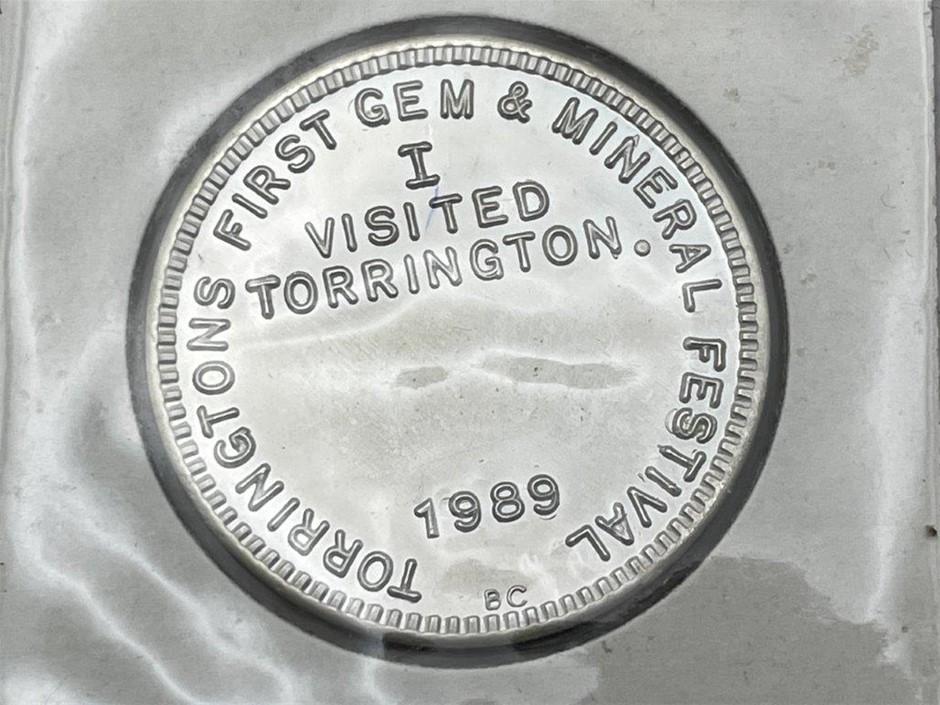 TORRINGTONS FIRST GEM & MINERAL FESTIVAL
I
VISITED
TORRINGTON.
1989
BC